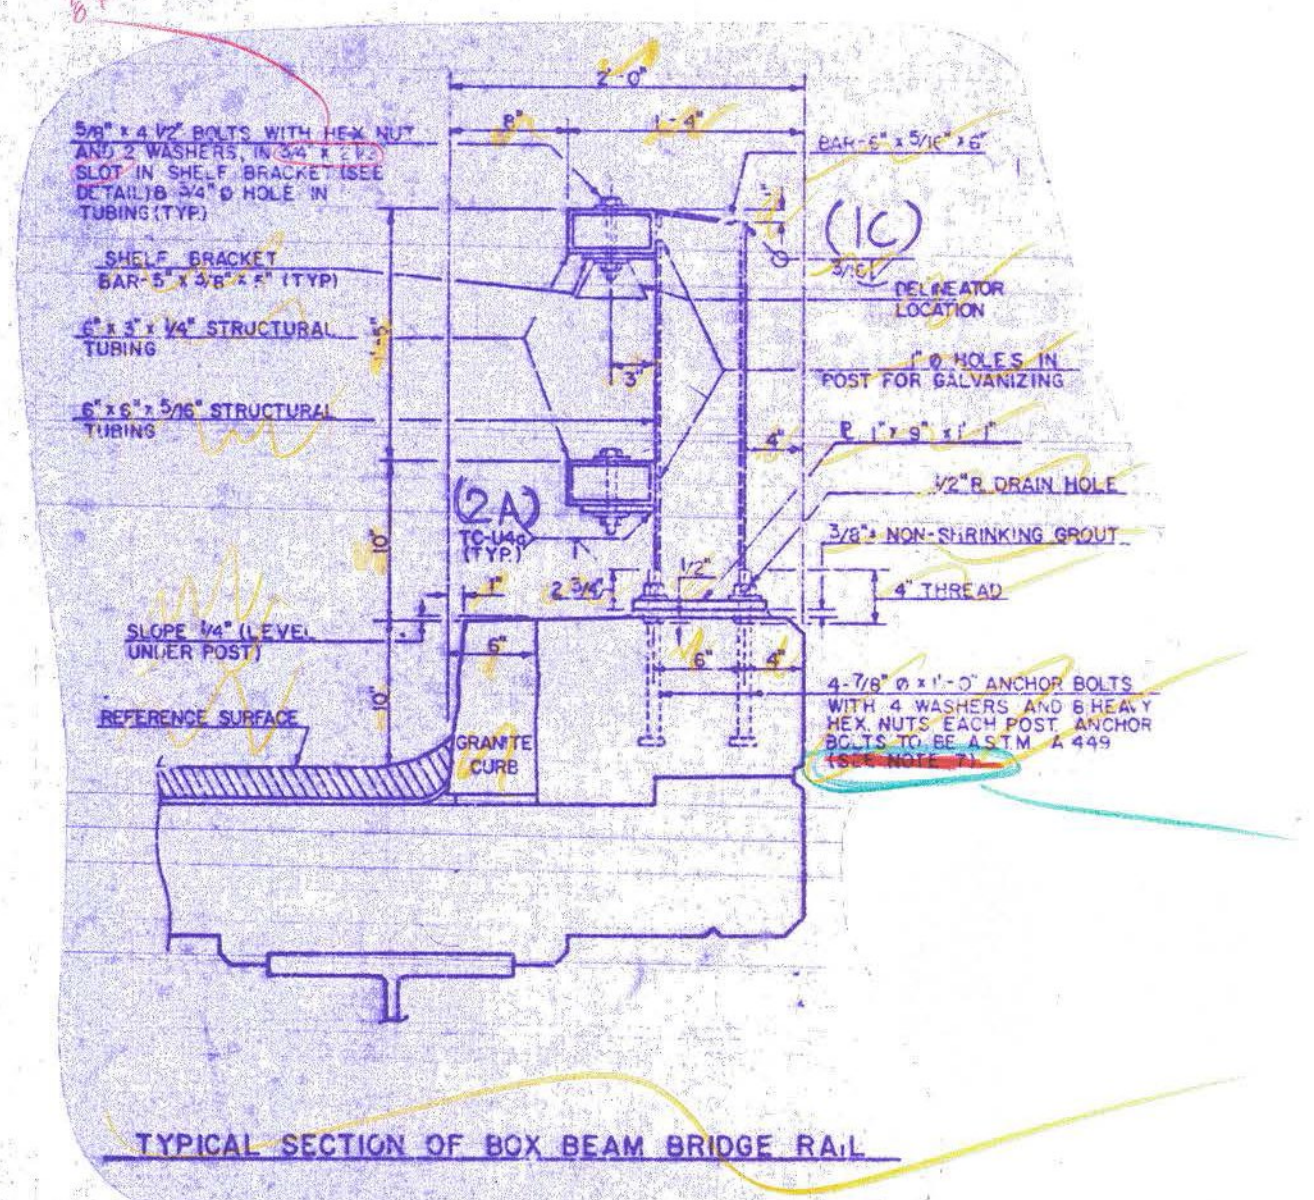 2'-0"
8"
1'-4"
5/8" x 4 1/2" BOLTS WITH HEX NUT
AND 2 WASHERS, IN 3/4 x 2 1/2
SLOT IN SHELF BRACKET (SEE
DETAIL) 8 3/4" Ø HOLE IN
TUBING (TYP.)
BAR-6" x 5/16" x 6"
(1C)
3/16
SHELF BRACKET
BAR-5" x 3/8" x 5" (TYP)
DELINEATOR
LOCATION
6" x 3" x 1/4" STRUCTURAL
TUBING
1'-5"
3"
1" Ø HOLES IN
POST FOR GALVANIZING
6" x 6" x 5/16" STRUCTURAL
TUBING
4"
1" x 9" x 1'-1"
(2A)
TC-U4a
(TYP.)
1/2" R DRAIN HOLE
10"
3/8" NON-SHRINKING GROUT
1"
2 3/4"
1/2"
4" THREAD
SLOPE 1/4" (LEVEL
UNDER POST)
6"
6"
4"
10"
4-7/8" Ø x 1'-0" ANCHOR BOLTS
WITH 4 WASHERS AND 8 HEAVY
HEX. NUTS EACH POST ANCHOR
BOLTS TO BE A.S.T.M. A 449
(SEE NOTE 7)
REFERENCE SURFACE
GRANITE
CURB
TYPICAL SECTION OF BOX BEAM BRIDGE RAIL